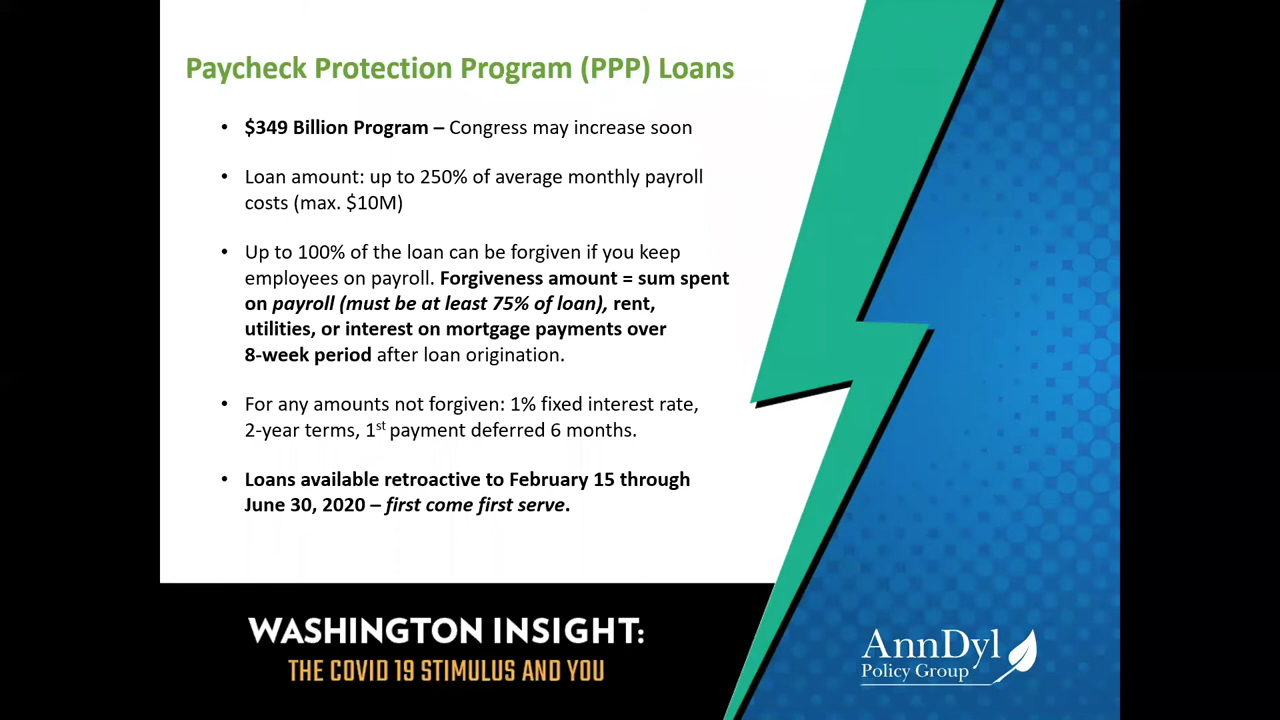 Paycheck Protection Program (PPP) Loans
• $349 Billion Program – Congress may increase soon
• Loan amount: up to 250% of average monthly payroll
costs (max. $10M)
• Up to 100% of the loan can be forgiven if you keep
employees on payroll. Forgiveness amount = sum spent
on payroll (must be at least 75% of loan), rent,
utilities, or interest on mortgage payments over
8-week period after loan origination.
• For any amounts not forgiven: 1% fixed interest rate,
2-year terms, 1st payment deferred 6 months.
• Loans available retroactive to February 15 through
June 30, 2020 – first come first serve.
WASHINGTON INSIGHT:
THE COVID 19 STIMULUS AND YOU
AnnDyl
Policy Group